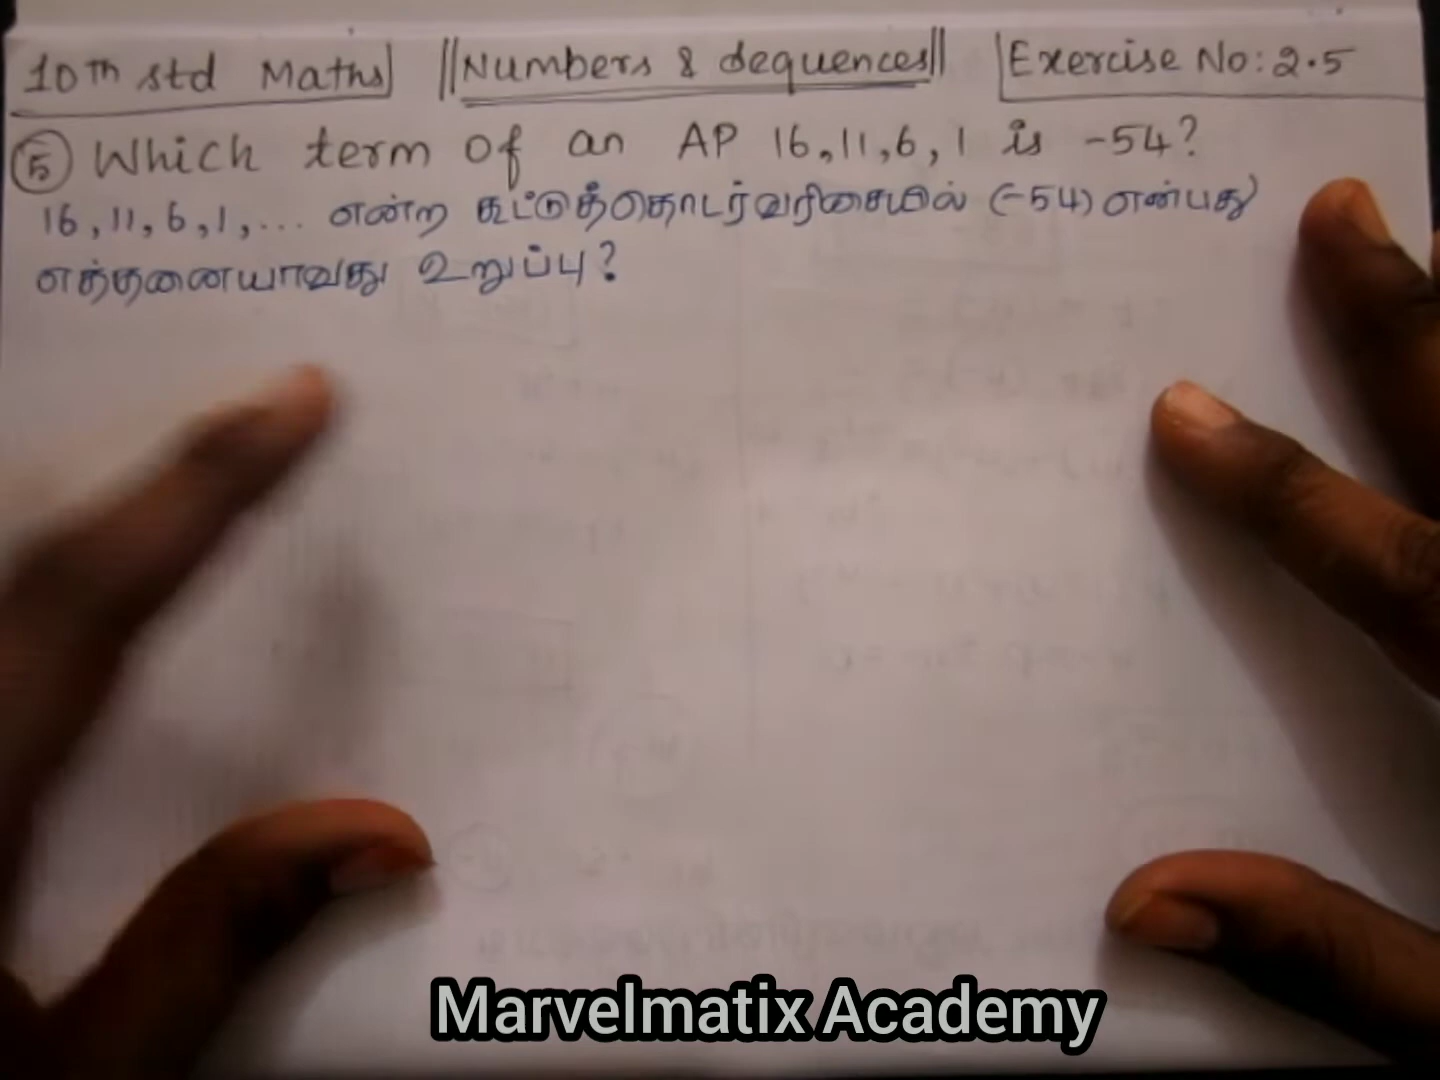 10th std Maths Numbers & Sequences Exercise No: 2.5
5 Which term of an AP 16, 11, 6, 1 is -54?
16, 11, 6, 1, ... என்ற கூட்டுத்தொடர்வரிசையில் (-54) என்பது
எத்தனையாவது உறுப்பு?
Marvelmatix Academy